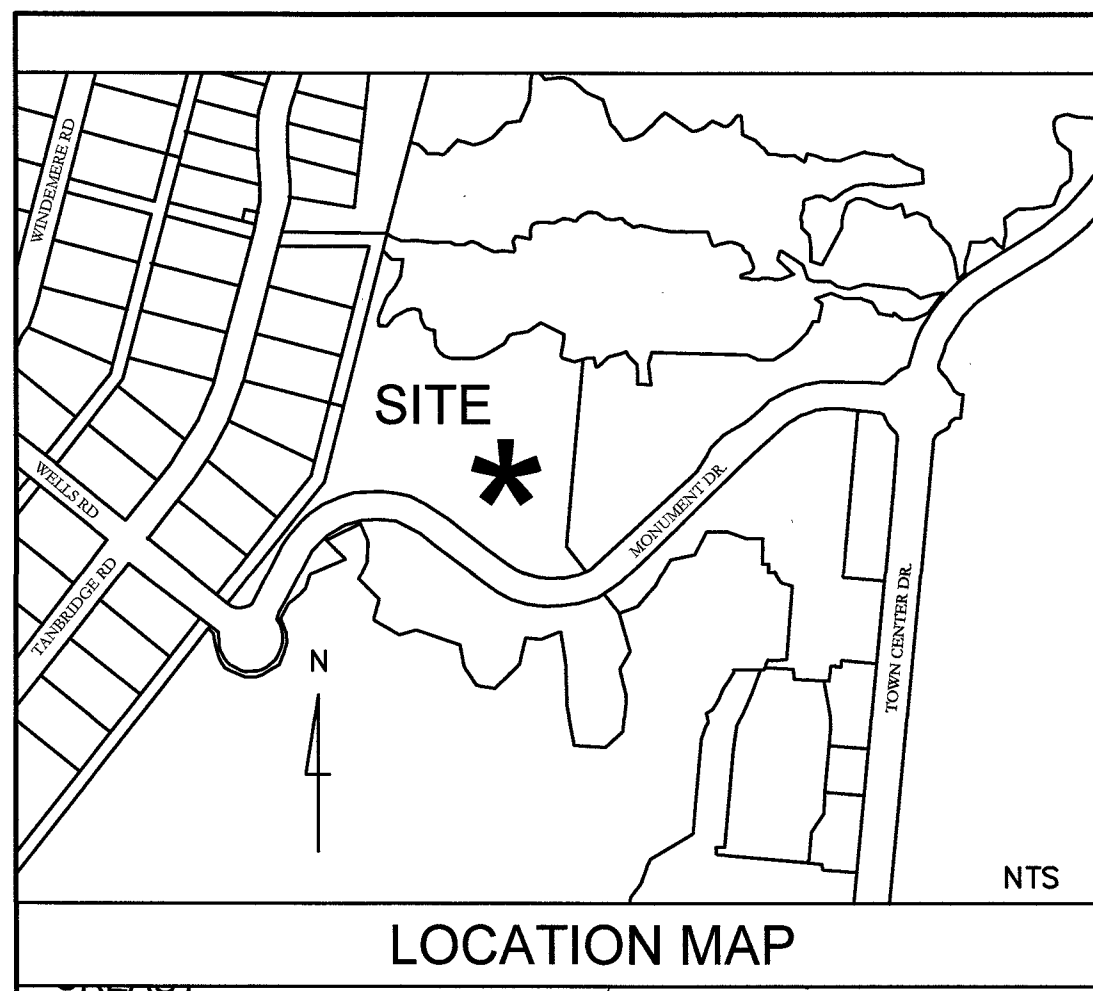 WINDEMERE RD
SITE
*
WELLS RD
MONUMENT DR.
TANBRIDGE RD
TOWN CENTER DR.
N
NTS
LOCATION MAP